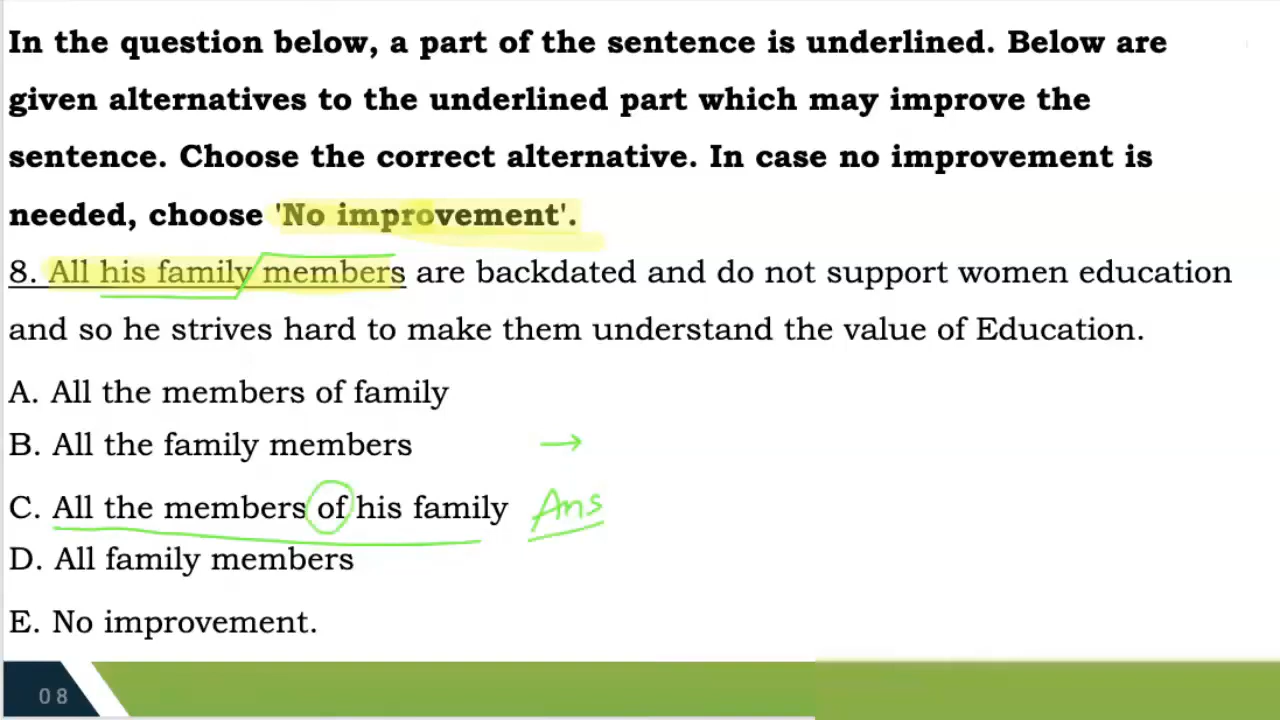 In the question below, a part of the sentence is underlined. Below are
given alternatives to the underlined part which may improve the
sentence. Choose the correct alternative. In case no improvement is
needed, choose 'No improvement'.
8. All his family members are backdated and do not support women education
and so he strives hard to make them understand the value of Education.
A. All the members of family
B. All the family members →
C. All the members of his family Ans
D. All family members
E. No improvement.
08